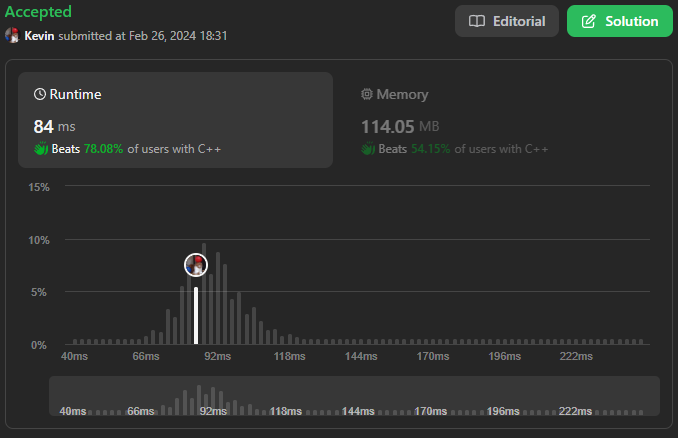 Accepted
Kevin submitted at Feb 26, 2024 18:31
Editorial
Solution
Runtime
84 ms
Beats 78.08% of users with C++
Memory
114.05 MB
Beats 54.15% of users with C++
15%
10%
5%
0%
40ms 66ms 92ms 118ms 144ms 170ms 196ms 222ms
40ms 66ms 92ms 118ms 144ms 170ms 196ms 222ms